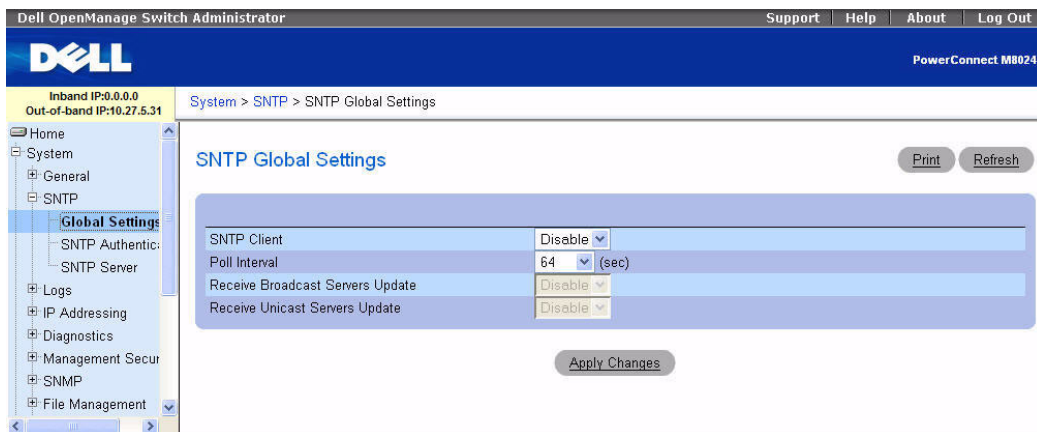 Dell OpenManage Switch Administrator Support Help About Log Out
DELL
PowerConnect M8024
Inband IP:0.0.0.0
Out-of-band IP:10.27.5.31
System > SNTP > SNTP Global Settings
Home
System
General
SNTP
Global Settings
SNTP Authentic
SNTP Server
Logs
IP Addressing
Diagnostics
Management Secur
SNMP
File Management
SNTP Global Settings
Print Refresh
SNTP Client Disable
Poll Interval 64 (sec)
Receive Broadcast Servers Update Disable
Receive Unicast Servers Update Disable
Apply Changes